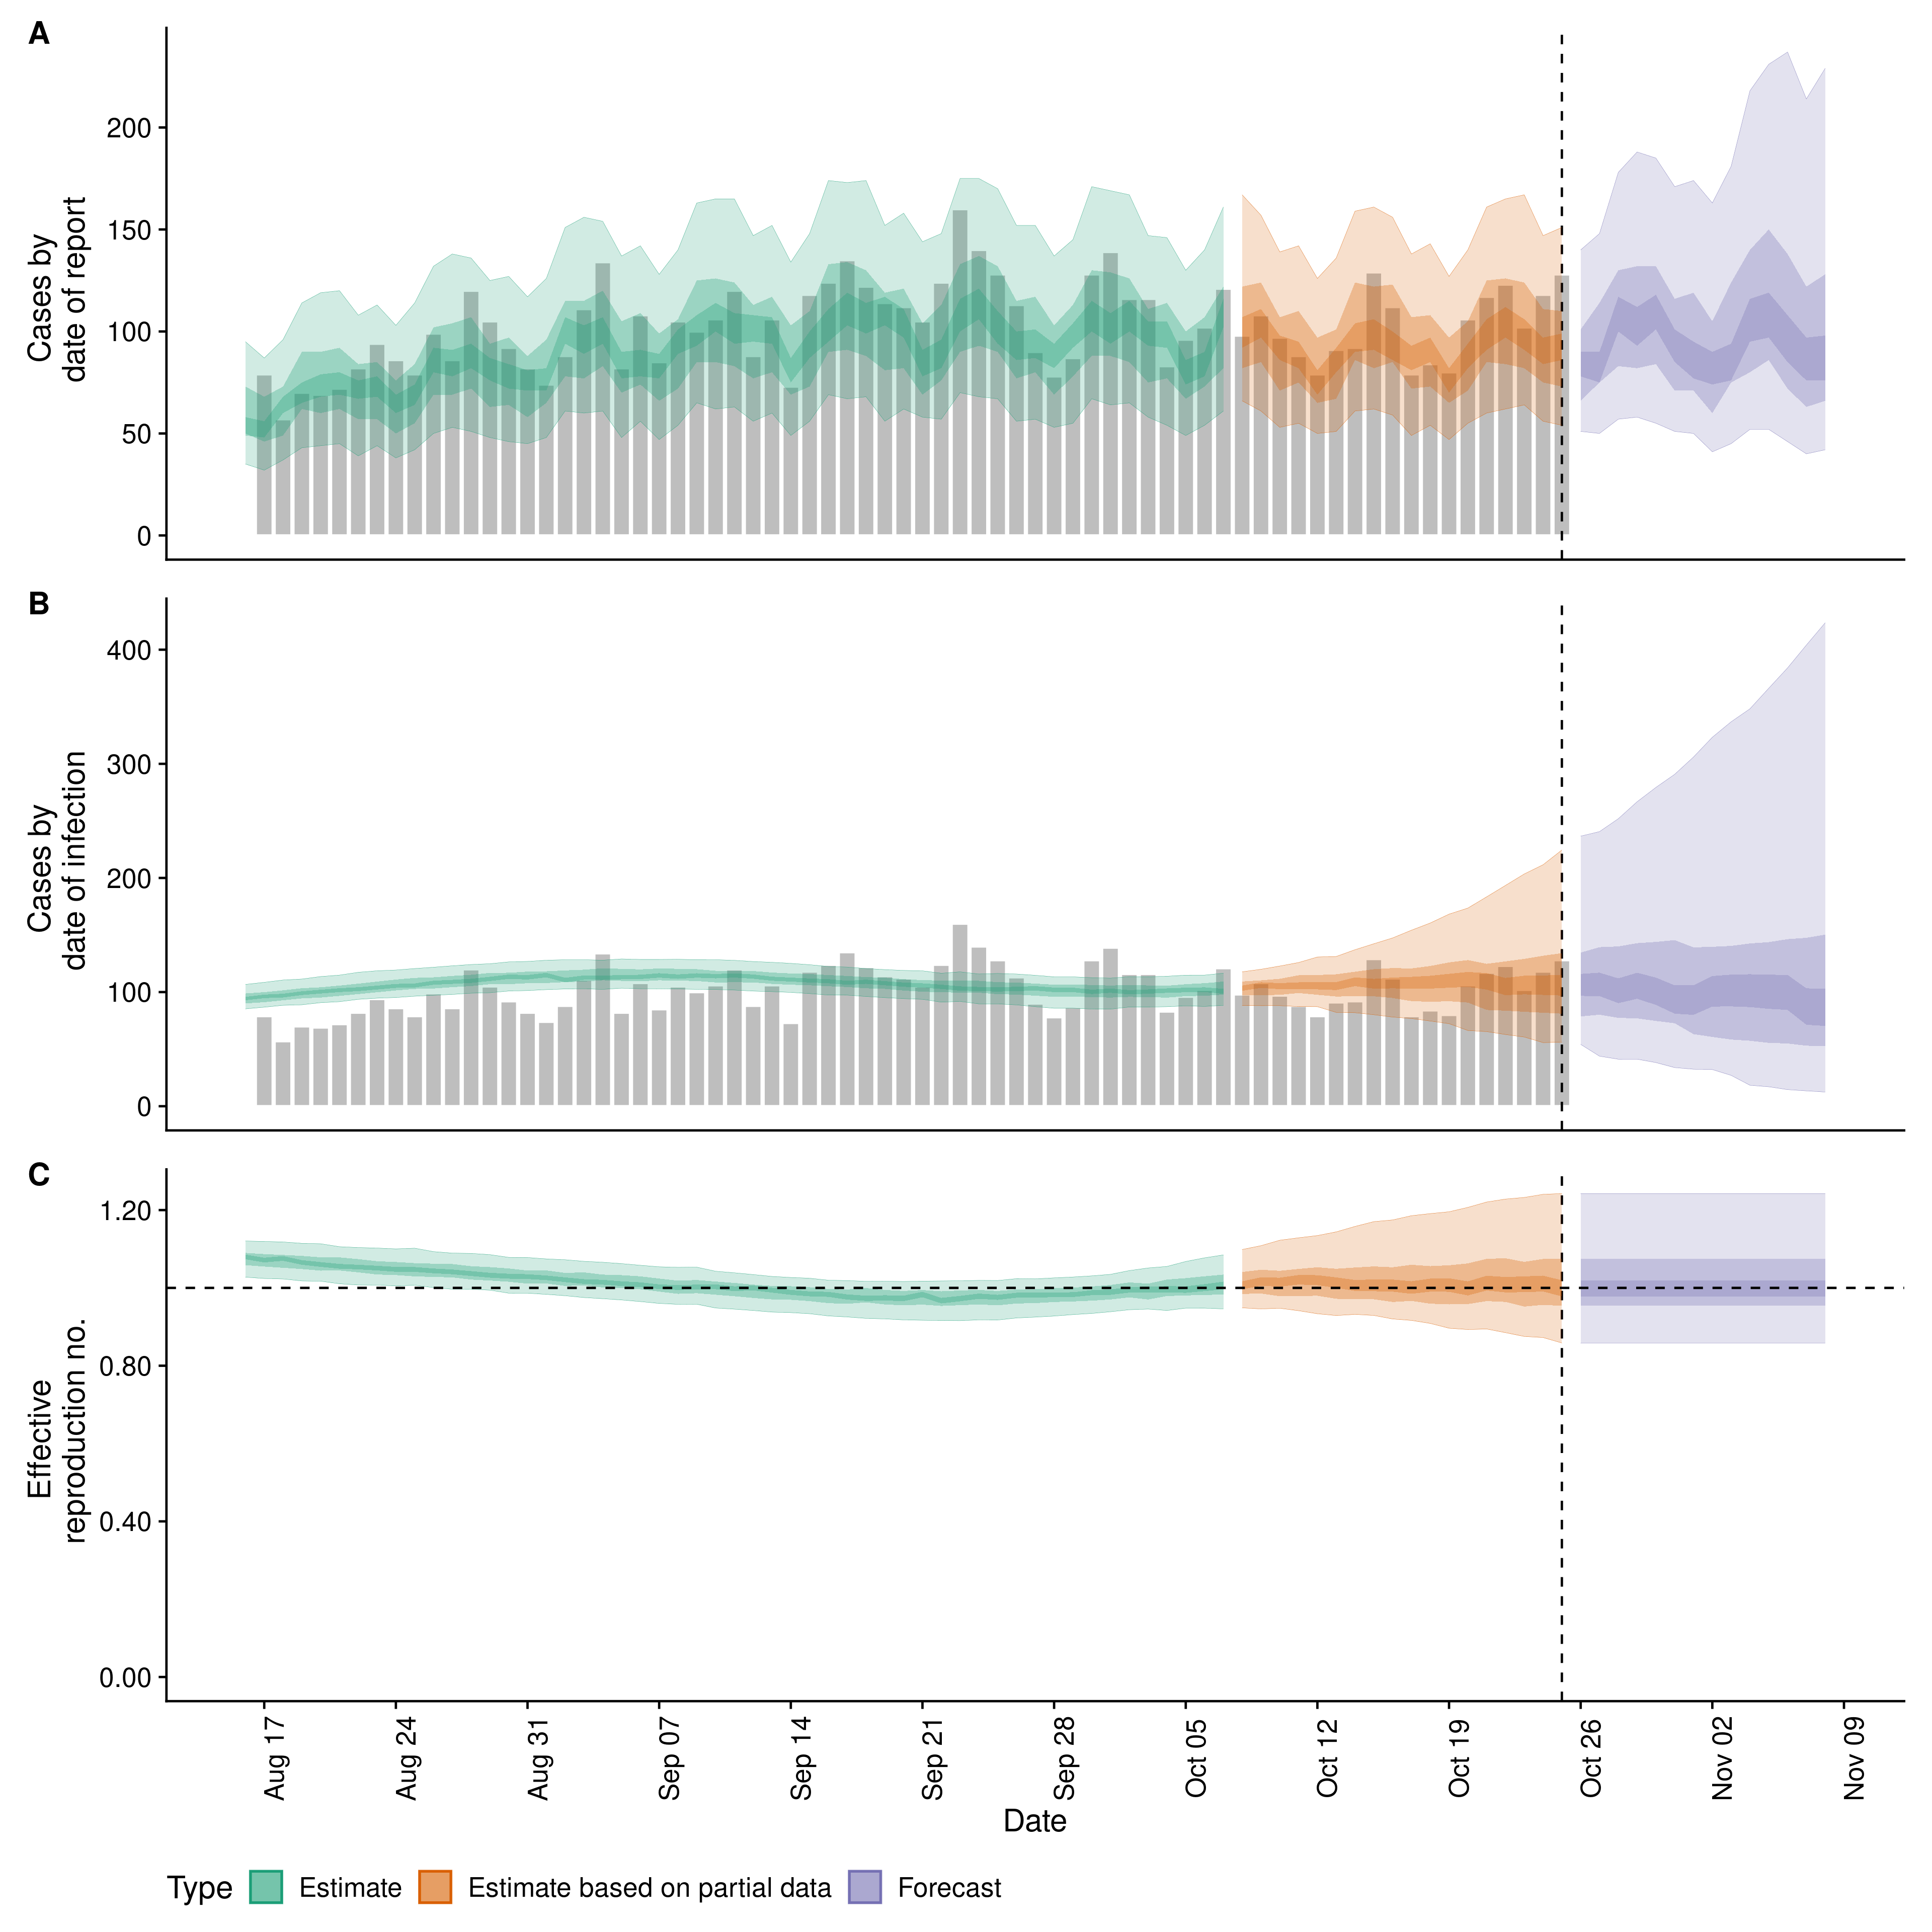 A
Cases by
date of report
200
150
100
50
0
B
Cases by
date of infection
400
300
200
100
0
C
Effective
reproduction no.
1.20
0.80
0.40
0.00
Aug 17
Aug 24
Aug 31
Sep 07
Sep 14
Sep 21
Sep 28
Oct 05
Oct 12
Oct 19
Oct 26
Nov 02
Nov 09
Date
Type Estimate Estimate based on partial data Forecast